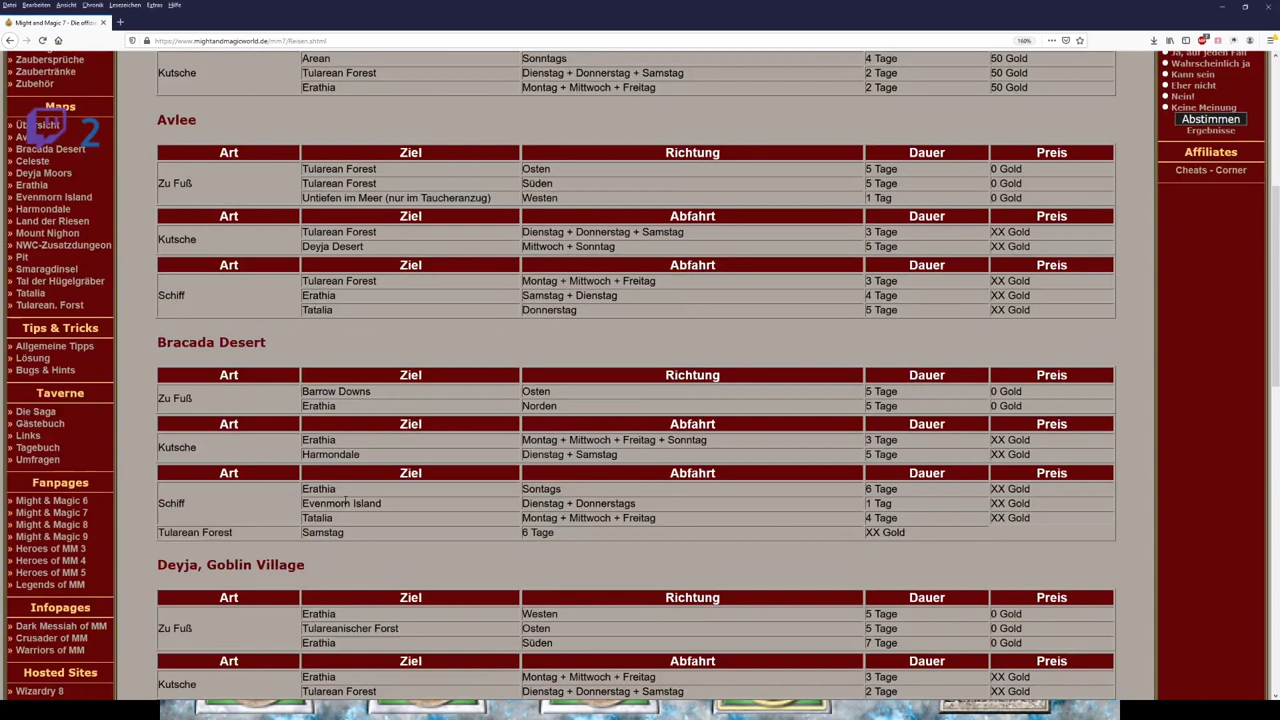 Datei Bearbeiten Ansicht Chronik Lesezeichen Extras Hilfe
Might and Magic 7 - Die offizi
https://www.mightandmagicworld.de/mm7/Reisen.shtml
160%
» Zaubersprüche
» Zaubertränke
» Zubehör
Maps
» Übersicht
2
» Bracada Desert
» Celeste
» Deyja Moors
» Erathia
» Evenmorn Island
» Harmondale
» Land der Riesen
» Mount Nighon
» NWC-Zusatzdungeon
» Pit
» Smaragdinsel
» Tal der Hügelgräber
» Tatalia
» Tularean. Forst
Tips & Tricks
» Allgemeine Tipps
» Lösung
» Bugs & Hints
Taverne
» Die Saga
» Gästebuch
» Links
» Tagebuch
» Umfragen
Fanpages
» Might & Magic 6
» Might & Magic 7
» Might & Magic 8
» Might & Magic 9
» Heroes of MM 3
» Heroes of MM 4
» Heroes of MM 5
» Legends of MM
Infopages
» Dark Messiah of MM
» Crusader of MM
» Warriors of MM
Hosted Sites
» Wizardry 8
Kutsche
Arean Sonntags 4 Tage 50 Gold
Tularean Forest Dienstag + Donnerstag + Samstag 2 Tage 50 Gold
Erathia Montag + Mittwoch + Freitag 2 Tage 50 Gold
Avlee
Art Ziel Richtung Dauer Preis
Zu Fuß
Tularean Forest Osten 5 Tage 0 Gold
Tularean Forest Süden 5 Tage 0 Gold
Untiefen im Meer (nur im Taucheranzug) Westen 1 Tag 0 Gold
Art Ziel Abfahrt Dauer Preis
Kutsche
Tularean Forest Dienstag + Donnerstag + Samstag 3 Tage XX Gold
Deyja Desert Mittwoch + Sonntag 5 Tage XX Gold
Art Ziel Abfahrt Dauer Preis
Schiff
Tularean Forest Montag + Mittwoch + Freitag 3 Tage XX Gold
Erathia Samstag + Dienstag 4 Tage XX Gold
Tatalia Donnerstag 5 Tage XX Gold
Bracada Desert
Art Ziel Richtung Dauer Preis
Zu Fuß
Barrow Downs Osten 5 Tage 0 Gold
Erathia Norden 5 Tage 0 Gold
Art Ziel Abfahrt Dauer Preis
Kutsche
Erathia Montag + Mittwoch + Freitag + Sonntag 3 Tage XX Gold
Harmondale Dienstag + Samstag 5 Tage XX Gold
Art Ziel Abfahrt Dauer Preis
Schiff
Erathia Sontags 6 Tage XX Gold
Evenmorn Island Dienstag + Donnerstags 1 Tag XX Gold
Tatalia Montag + Mittwoch + Freitag 4 Tage XX Gold
Tularean Forest Samstag 6 Tage XX Gold
Deyja, Goblin Village
Art Ziel Richtung Dauer Preis
Zu Fuß
Erathia Westen 5 Tage 0 Gold
Tulareanischer Forst Osten 5 Tage 0 Gold
Erathia Süden 7 Tage 0 Gold
Art Ziel Abfahrt Dauer Preis
Kutsche
Erathia Montag + Mittwoch + Freitag 3 Tage XX Gold
Tularean Forest Dienstag + Donnerstag + Samstag 2 Tage XX Gold
Ja, auf jeden Fall
Wahrscheinlich ja
Kann sein
Eher nicht
Nein!
Keine Meinung
Abstimmen
Ergebnisse
Affiliates
Cheats - Corner